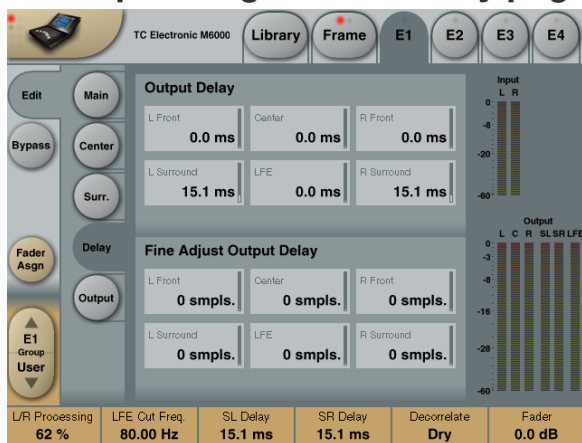 TC Electronic M6000
Library
Frame
E1
E2
E3
E4
Edit
Bypass
Fader
Asgn
E1
Group
User
Main
Center
Surr.
Delay
Output
Output Delay
L Front
0.0 ms
Center
0.0 ms
R Front
0.0 ms
L Surround
15.1 ms
LFE
0.0 ms
R Surround
15.1 ms
Fine Adjust Output Delay
L Front
0 smpls.
Center
0 smpls.
R Front
0 smpls.
L Surround
0 smpls.
LFE
0 smpls.
R Surround
0 smpls.
Input
L R
0
-8
-20
-60
Output
L C R SL SR LFE
0
-3
-8
-16
-28
-60
L/R Processing
62 %
LFE Cut Freq.
80.00 Hz
SL Delay
15.1 ms
SR Delay
15.1 ms
Decorrelate
Dry
Fader
0.0 dB